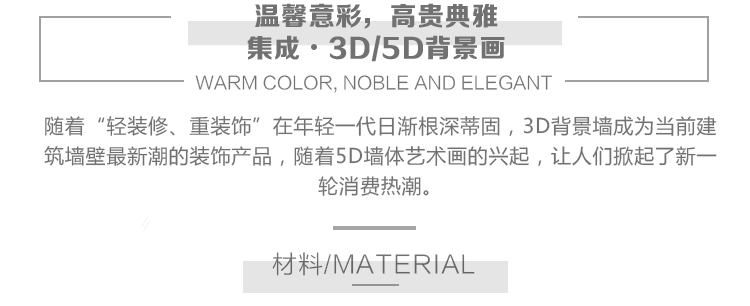 温馨意彩，高贵典雅
集成·3D/5D背景画
WARM COLOR, NOBLE AND ELEGANT
随着“轻装修、重装饰”在年轻一代日渐根深蒂固，3D背景墙成为当前建
筑墙壁最新潮的装饰产品，随着5D墙体艺术画的兴起，让人们掀起了新一
轮消费热潮。
材料/MATERIAL